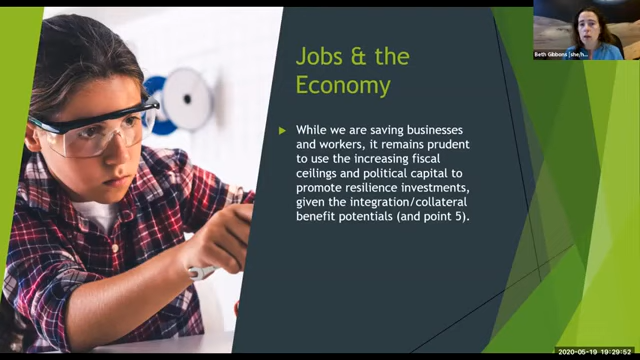 Jobs & the
Economy
While we are saving businesses
and workers, it remains prudent
to use the increasing fiscal
ceilings and political capital to
promote resilience investments,
given the integration/collateral
benefit potentials (and point 5).
Beth Gibbons (she/h...
2020-05-19 19:29:52